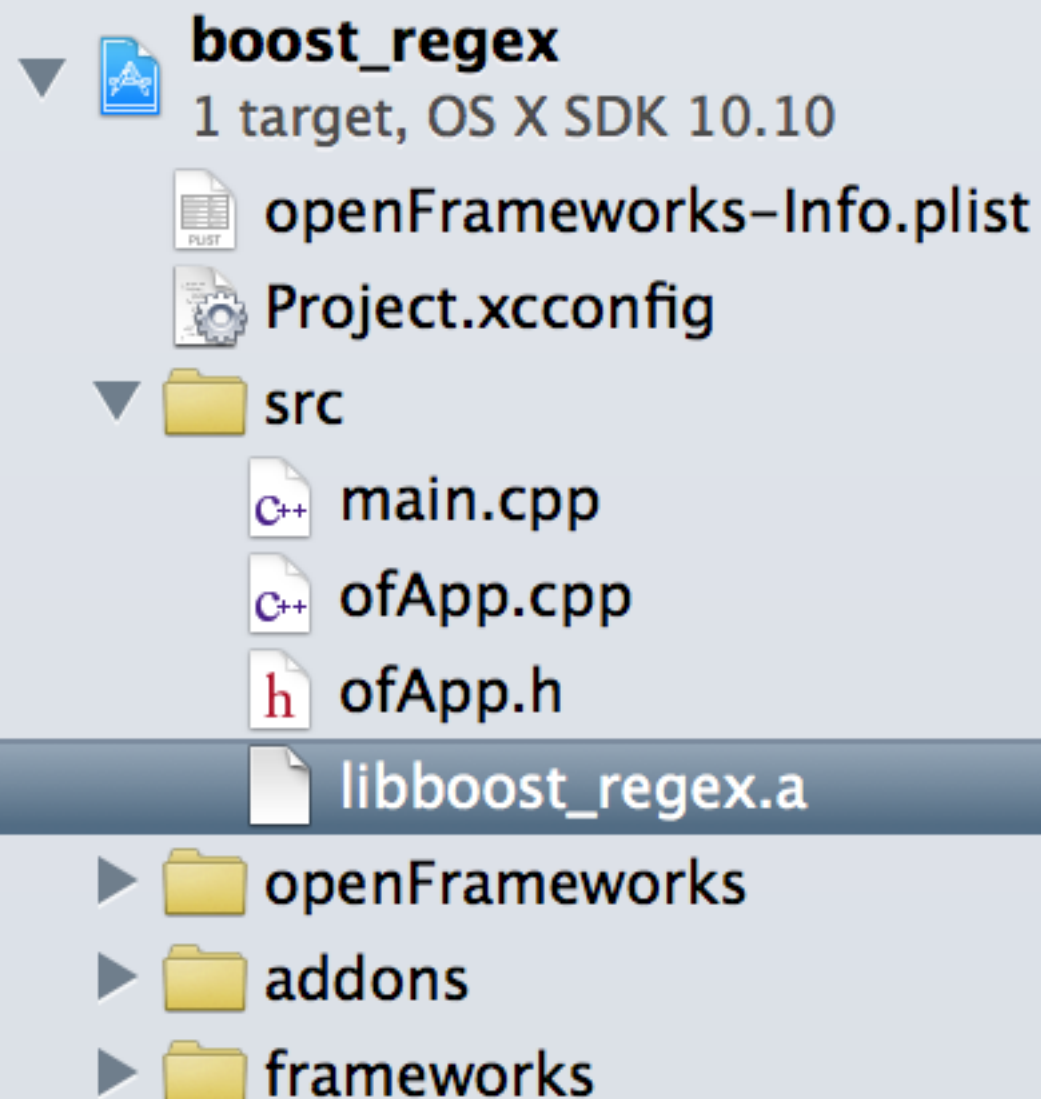 boost_regex
1 target, OS X SDK 10.10
PLIST
openFrameworks-Info.plist
Project.xcconfig
src
C++
main.cpp
C++
ofApp.cpp
h
ofApp.h
libboost_regex.a
openFrameworks
addons
frameworks